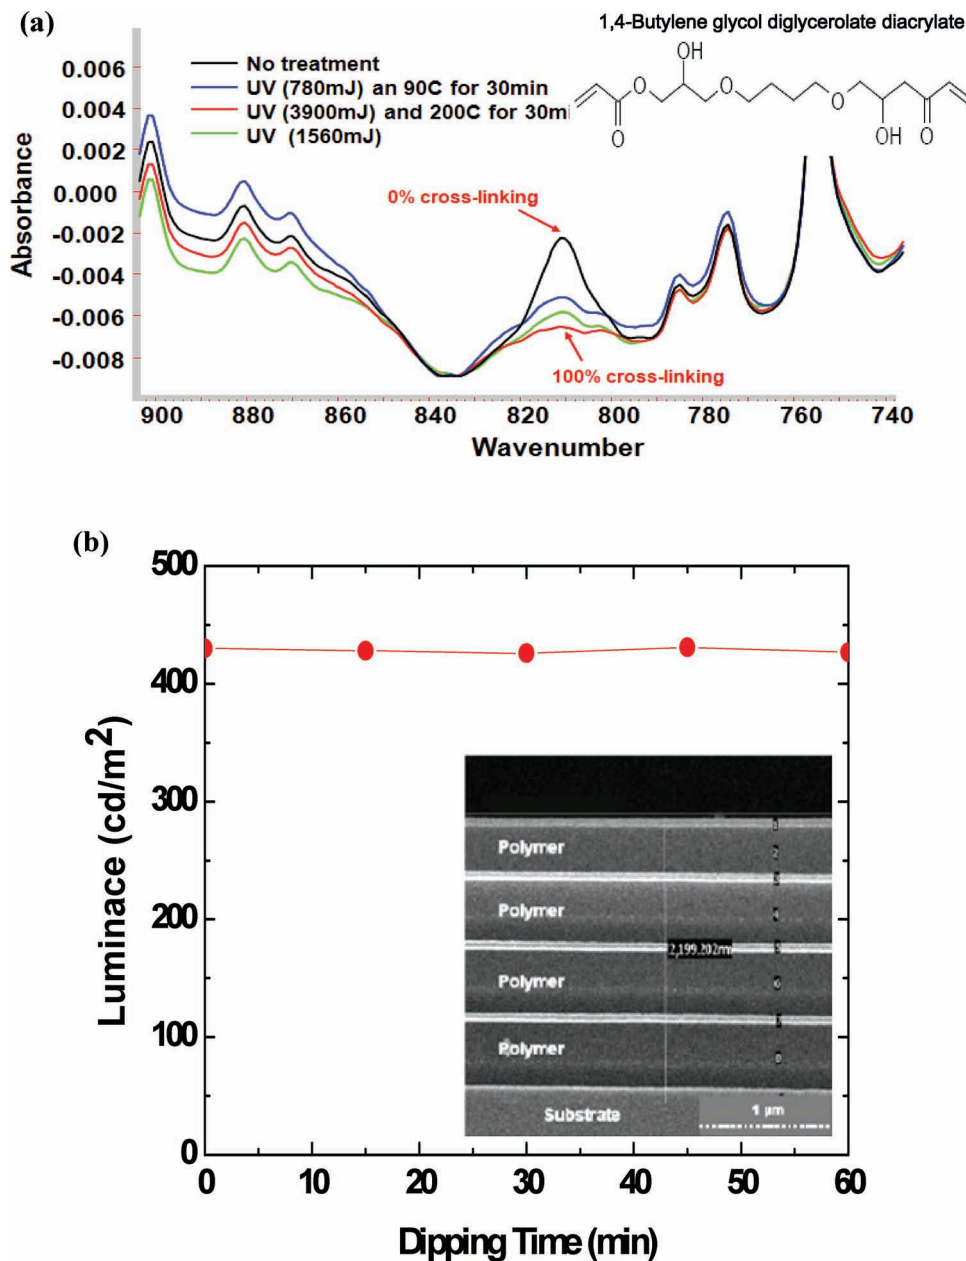 (a)
1,4-Butylene glycol diglycerolate diacrylate
No treatment
UV (780mJ) an 90C for 30min
UV (3900mJ) and 200C for 30mi
UV (1560mJ)
OH
O
O
O
O
OH
O
0.006
0.004
0.002
0.000
-0.002
-0.004
-0.006
-0.008
Absorbance
0% cross-linking
100% cross-linking
900 880 860 840 820 800 780 760 740
Wavenumber
(b)
500
400
300
200
100
0
Luminace (cd/m2)
Polymer
Polymer
2,199.202nm
Polymer
Polymer
Substrate
1 µm
0 10 20 30 40 50 60
Dipping Time (min)